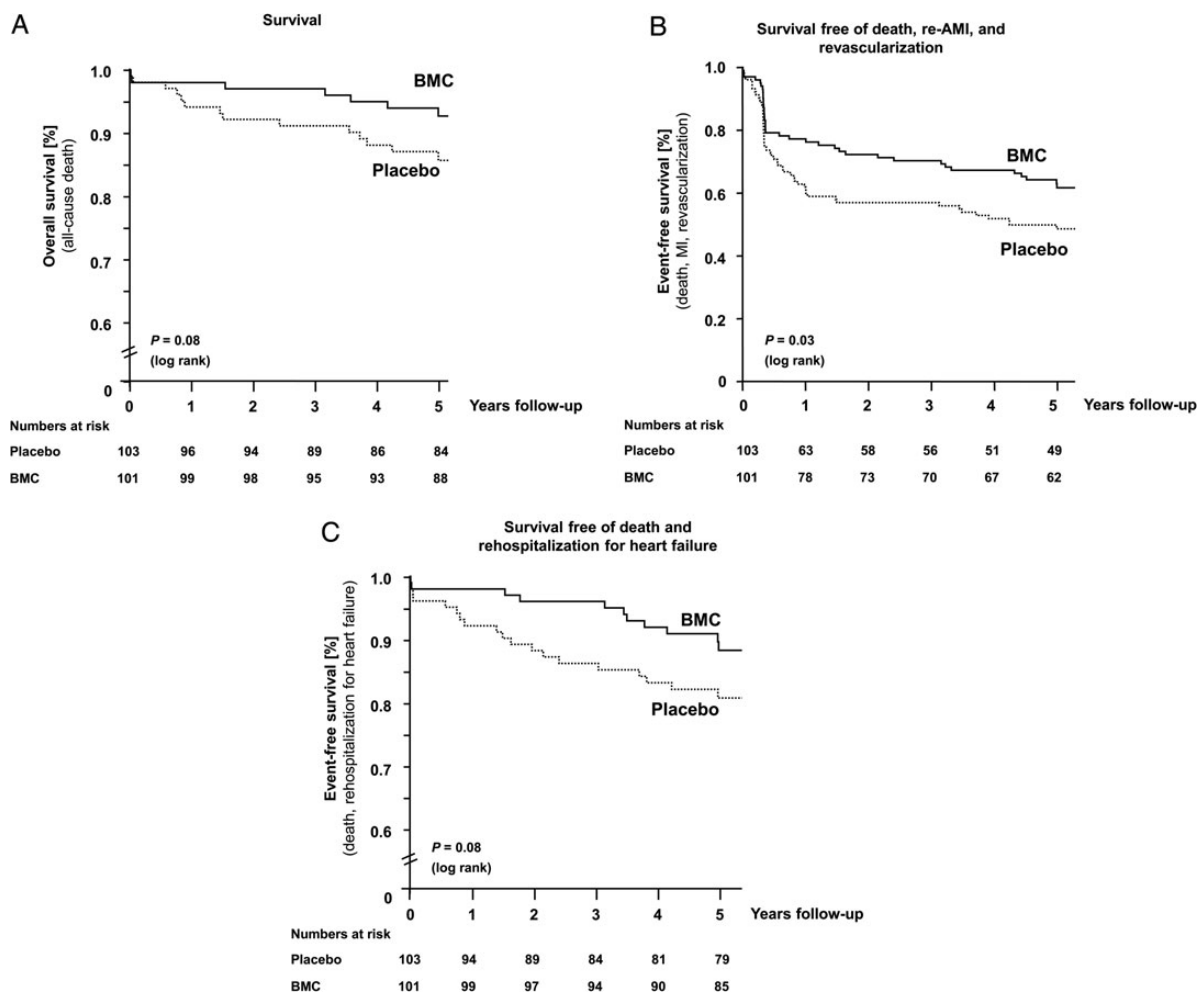 A
Survival
Overall survival [%]
(all-cause death)
1.0
0.9
0.8
0.7
0.6
0
BMC
Placebo
P = 0.08
(log rank)
0 1 2 3 4 5 Years follow-up
Numbers at risk
Placebo 103 96 94 89 86 84
BMC 101 99 98 95 93 88
B
Survival free of death, re-AMI, and
revascularization
Event-free survival [%]
(death, MI, revascularization)
1.0
0.8
0.6
0.4
0.2
0
BMC
Placebo
P = 0.03
(log rank)
0 1 2 3 4 5 Years follow-up
Numbers at risk
Placebo 103 63 58 56 51 49
BMC 101 78 73 70 67 62
C
Survival free of death and
rehospitalization for heart failure
Event-free survival [%]
(death, rehospitalization for heart failure)
1.0
0.9
0.8
0.7
0.6
0
BMC
Placebo
P = 0.08
(log rank)
0 1 2 3 4 5 Years follow-up
Numbers at risk
Placebo 103 94 89 84 81 79
BMC 101 99 97 94 90 85